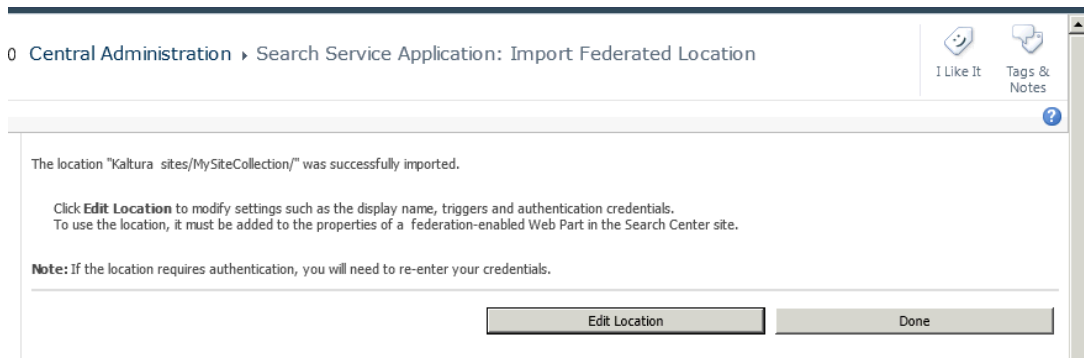 0 Central Administration ▸ Search Service Application: Import Federated Location
I Like It
Tags &
Notes
The location "Kaltura sites/MySiteCollection/" was successfully imported.
Click Edit Location to modify settings such as the display name, triggers and authentication credentials.
To use the location, it must be added to the properties of a federation-enabled Web Part in the Search Center site.
Note: If the location requires authentication, you will need to re-enter your credentials.
Edit Location
Done